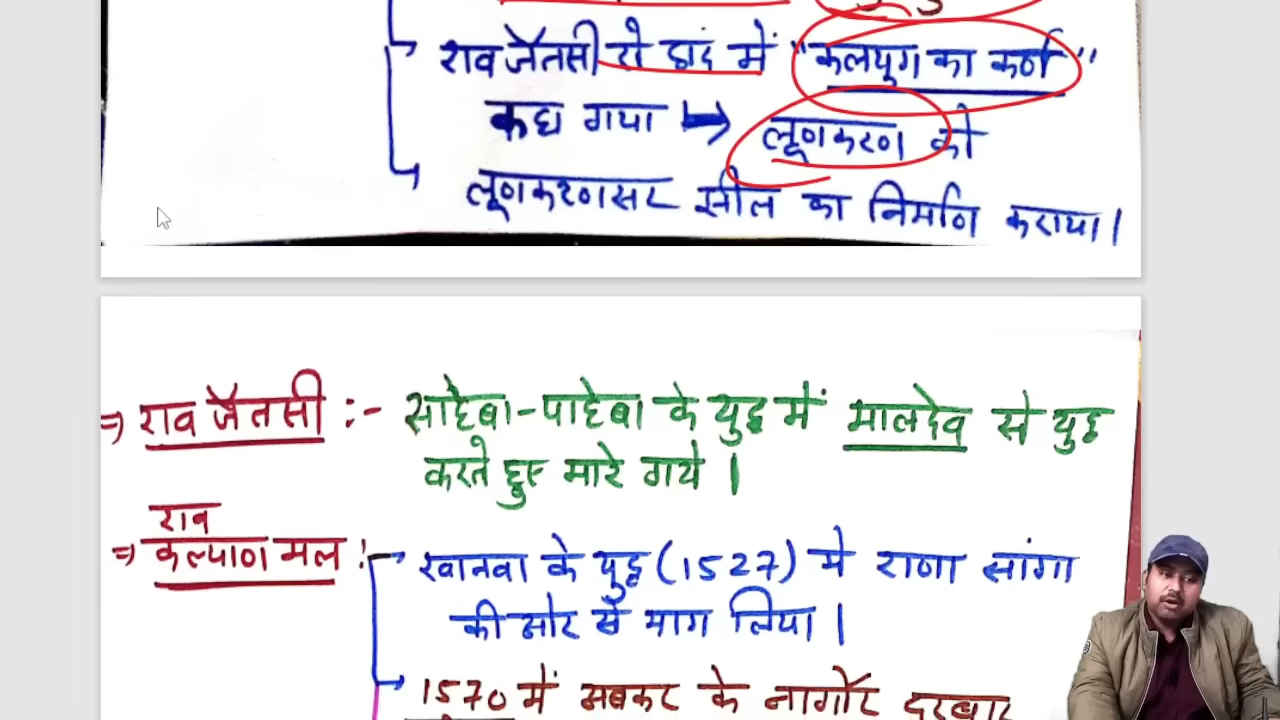 राव जैतसी रो छंद में "कलयुग का कर्ण"
कहा गया → लूणकरण को
लूणकरणसर झील का निर्माण कराया।
⇒ राव जैतसी :- साहेबा-पाहेबा के युद्ध में मालदेव से युद्ध
करते हुए मारे गये।
राव
⇒ कल्याण मल :- खानवा के युद्ध (1527) में राणा सांगा
की ओर से भाग लिया।
1570 में अकबर के नागौर दरबार